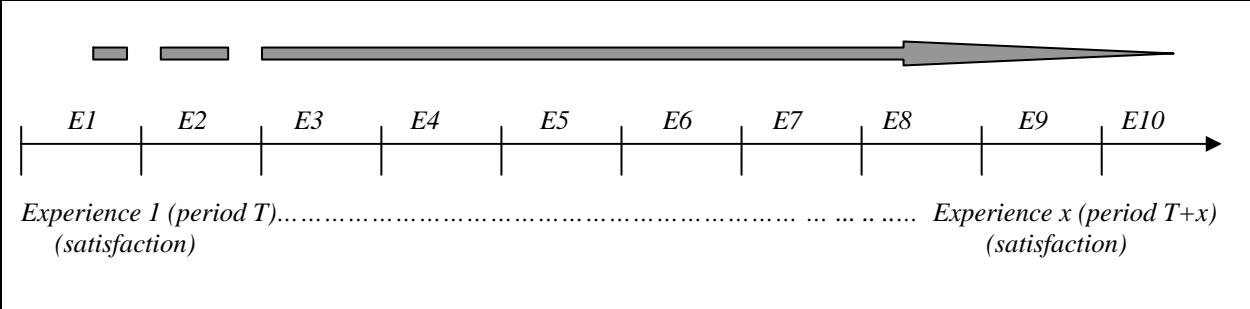 E1 E2 E3 E4 E5 E6 E7 E8 E9 E10
Experience 1 (period T)……………………………………………………… … ... .. ..... Experience x (period T+x)
(satisfaction) (satisfaction)